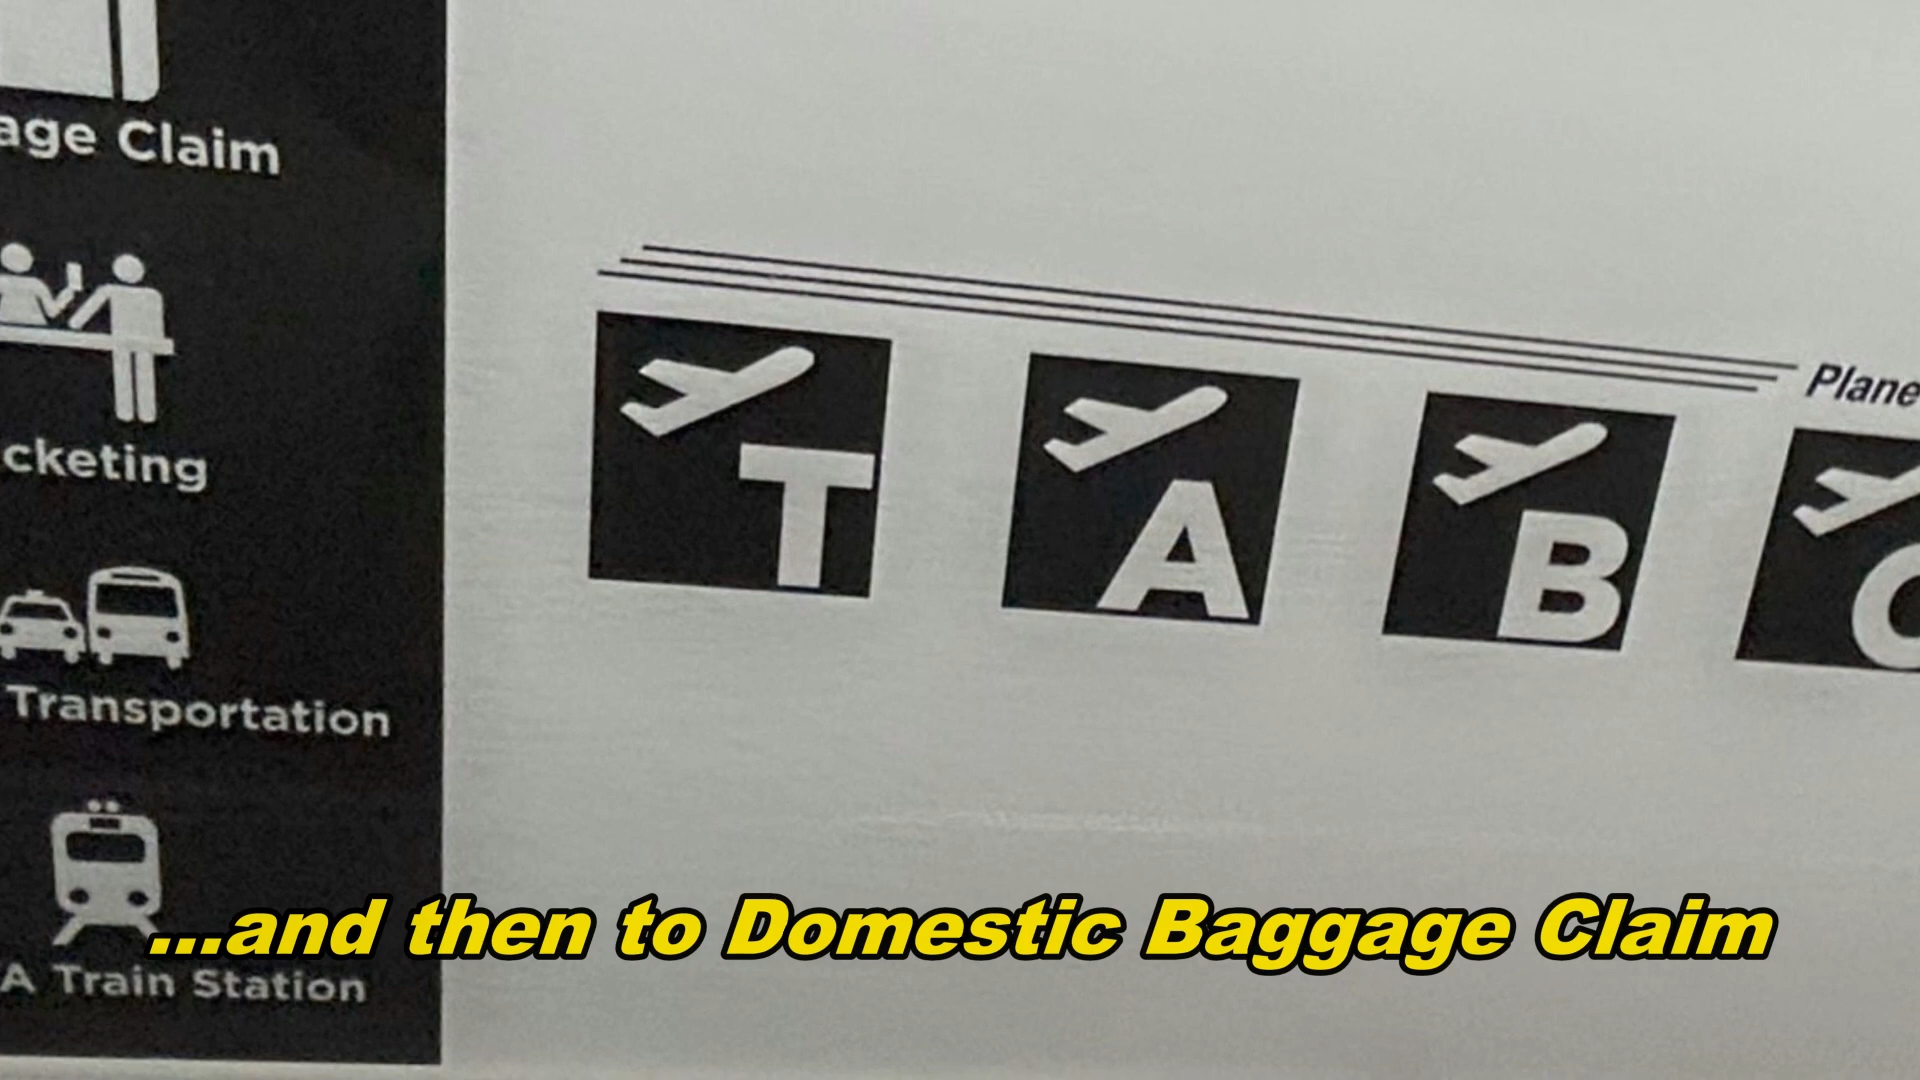 age Claim
cketing
Transportation
A Train Station
Plane
T
A
B
C
...and then to Domestic Baggage Claim